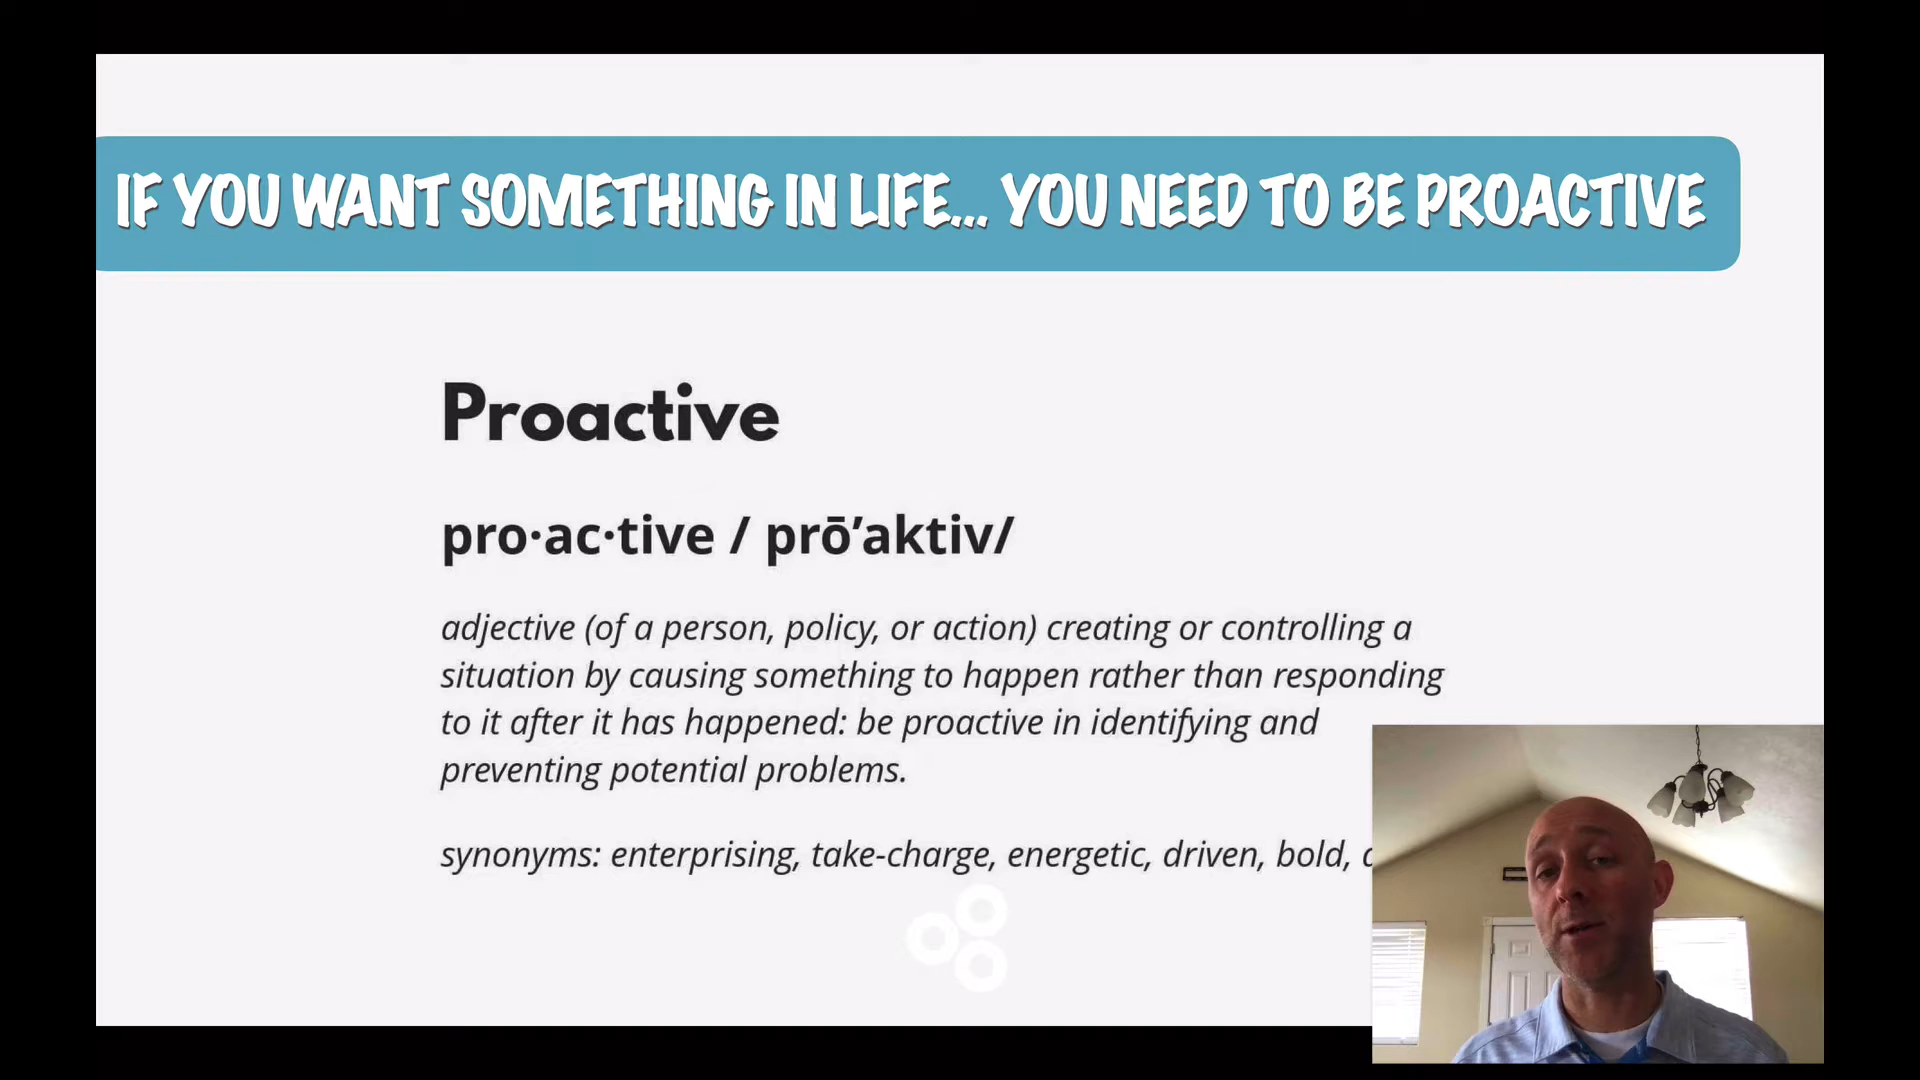 IF YOU WANT SOMETHING IN LIFE... YOU NEED TO BE PROACTIVE
Proactive
pro·ac·tive / prō’aktiv/
adjective (of a person, policy, or action) creating or controlling a
situation by causing something to happen rather than responding
to it after it has happened: be proactive in identifying and
preventing potential problems.
synonyms: enterprising, take-charge, energetic, driven, bold,